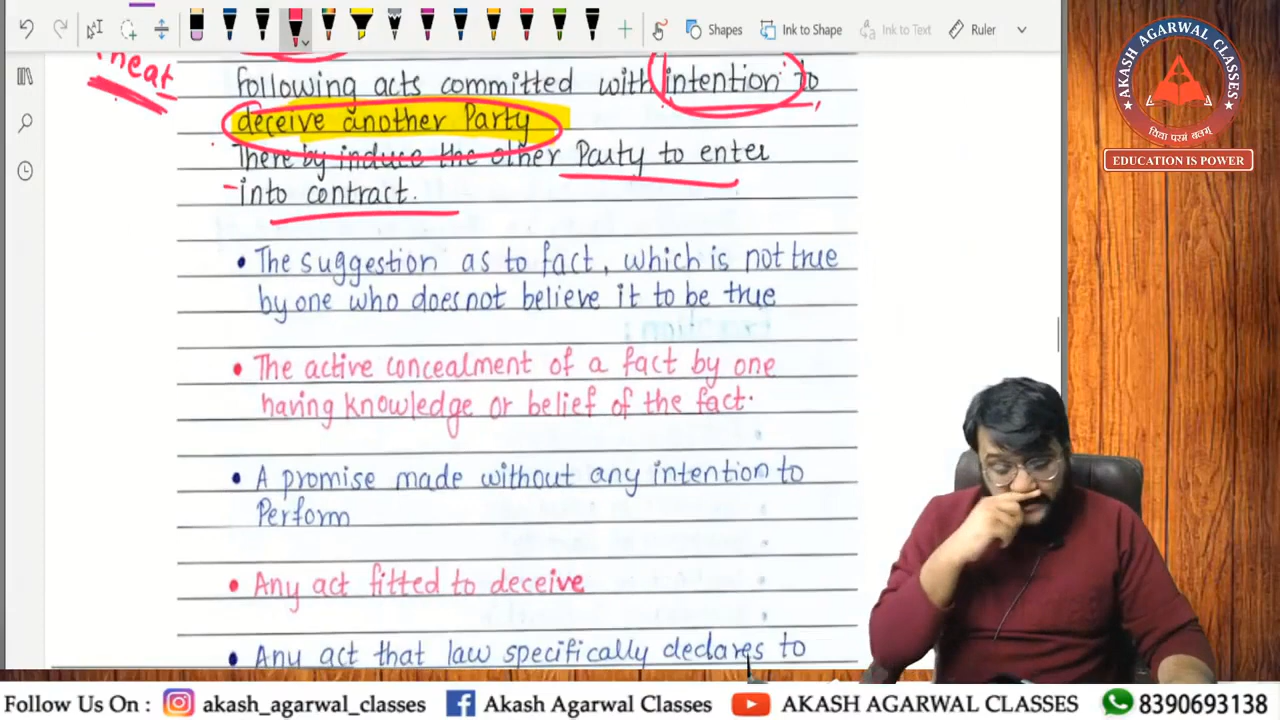 Shapes
Ink to Shape
Ink to Text
Ruler
Following acts committed with intention to
deceive another Party
There by induce the other Party to enter
into contract.
• The suggestion as to fact, which is not true
by one who does not believe it to be true
• The active concealment of a fact by one
having knowledge or belief of the fact.
• A promise made without any intention to
Perform
• Any act fitted to deceive
• Any act that law specifically declares to
AKASH AGARWAL CLASSES
विद्या परमं बलम्
EDUCATION IS POWER
Follow Us On : akash_agarwal_classes Akash Agarwal Classes AKASH AGARWAL CLASSES 8390693138